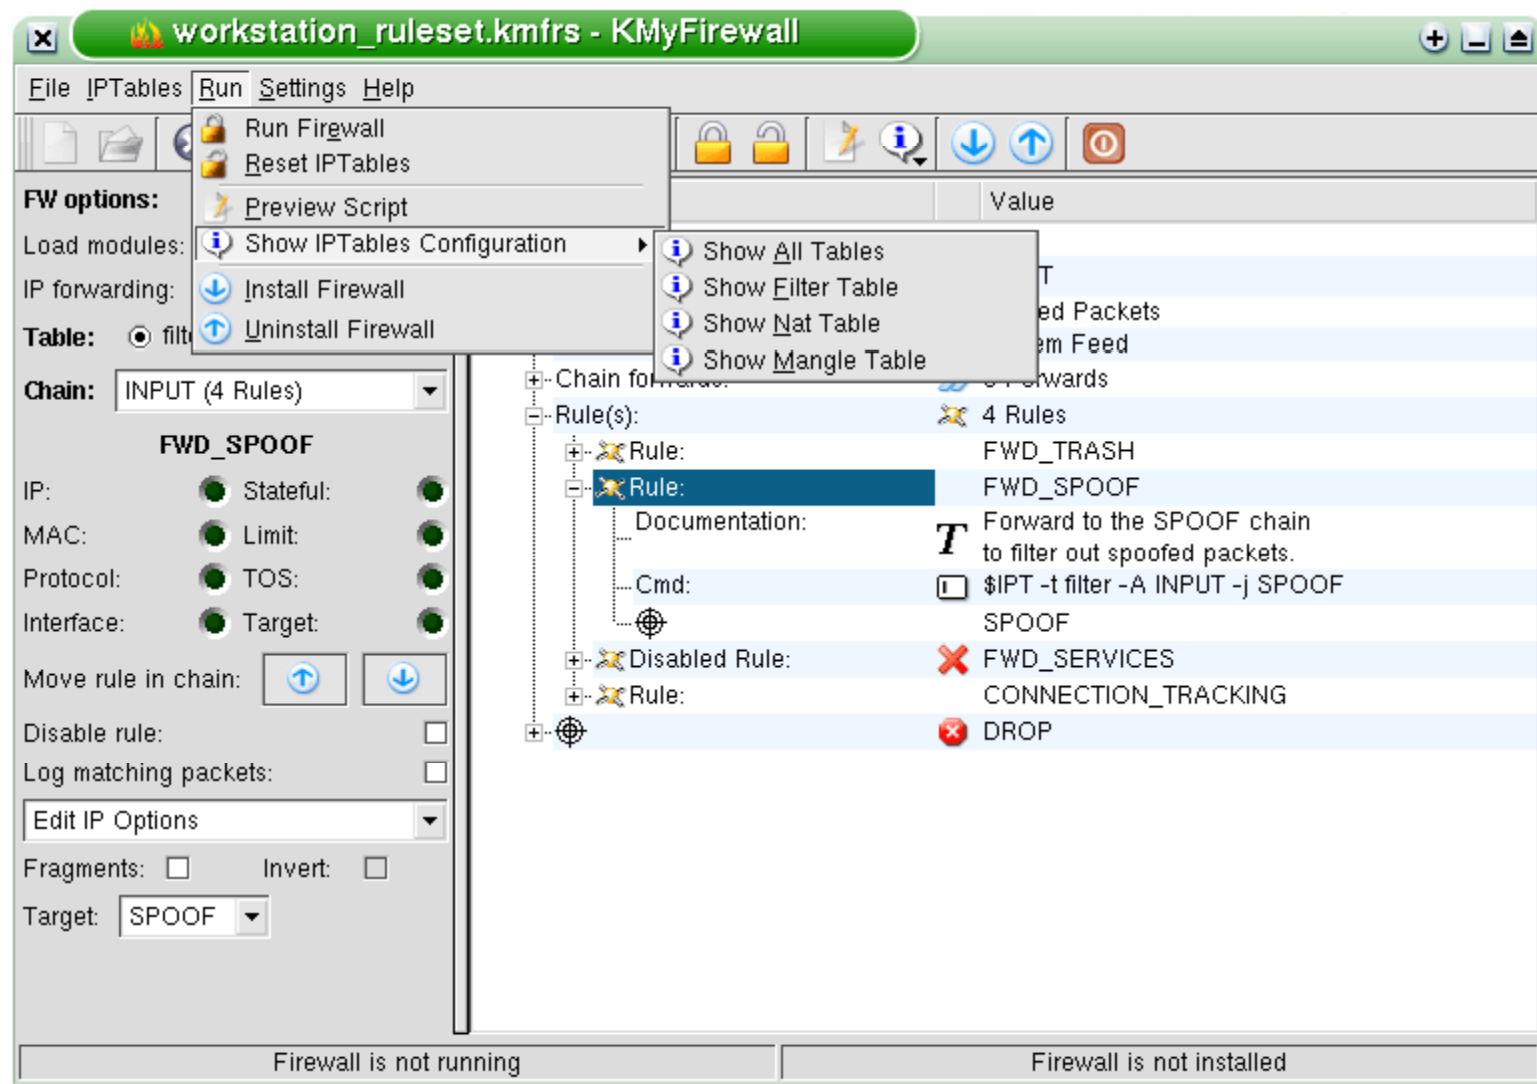 workstation_ruleset.kmfrs - KMyFirewall
File IPTables Run Settings Help
Run Firewall
Reset IPTables
Preview Script
Show IPTables Configuration
Install Firewall
Uninstall Firewall
Show All Tables
Show Filter Table
Show Nat Table
Show Mangle Table
FW options:
Load modules:
IP forwarding:
Table:
Chain: INPUT (4 Rules)
FWD_SPOOF
IP: Stateful:
MAC: Limit:
Protocol: TOS:
Interface: Target:
Move rule in chain:
Disable rule:
Log matching packets:
Edit IP Options
Fragments: Invert:
Target: SPOOF
Value
Packets
Feed
Chain
Rule(s): 4 Rules
Rule: FWD_TRASH
Rule: FWD_SPOOF
Documentation: Forward to the SPOOF chain
to filter out spoofed packets.
Cmd: $IPT -t filter -A INPUT -j SPOOF
SPOOF
Disabled Rule: FWD_SERVICES
Rule: CONNECTION_TRACKING
DROP
Firewall is not running
Firewall is not installed